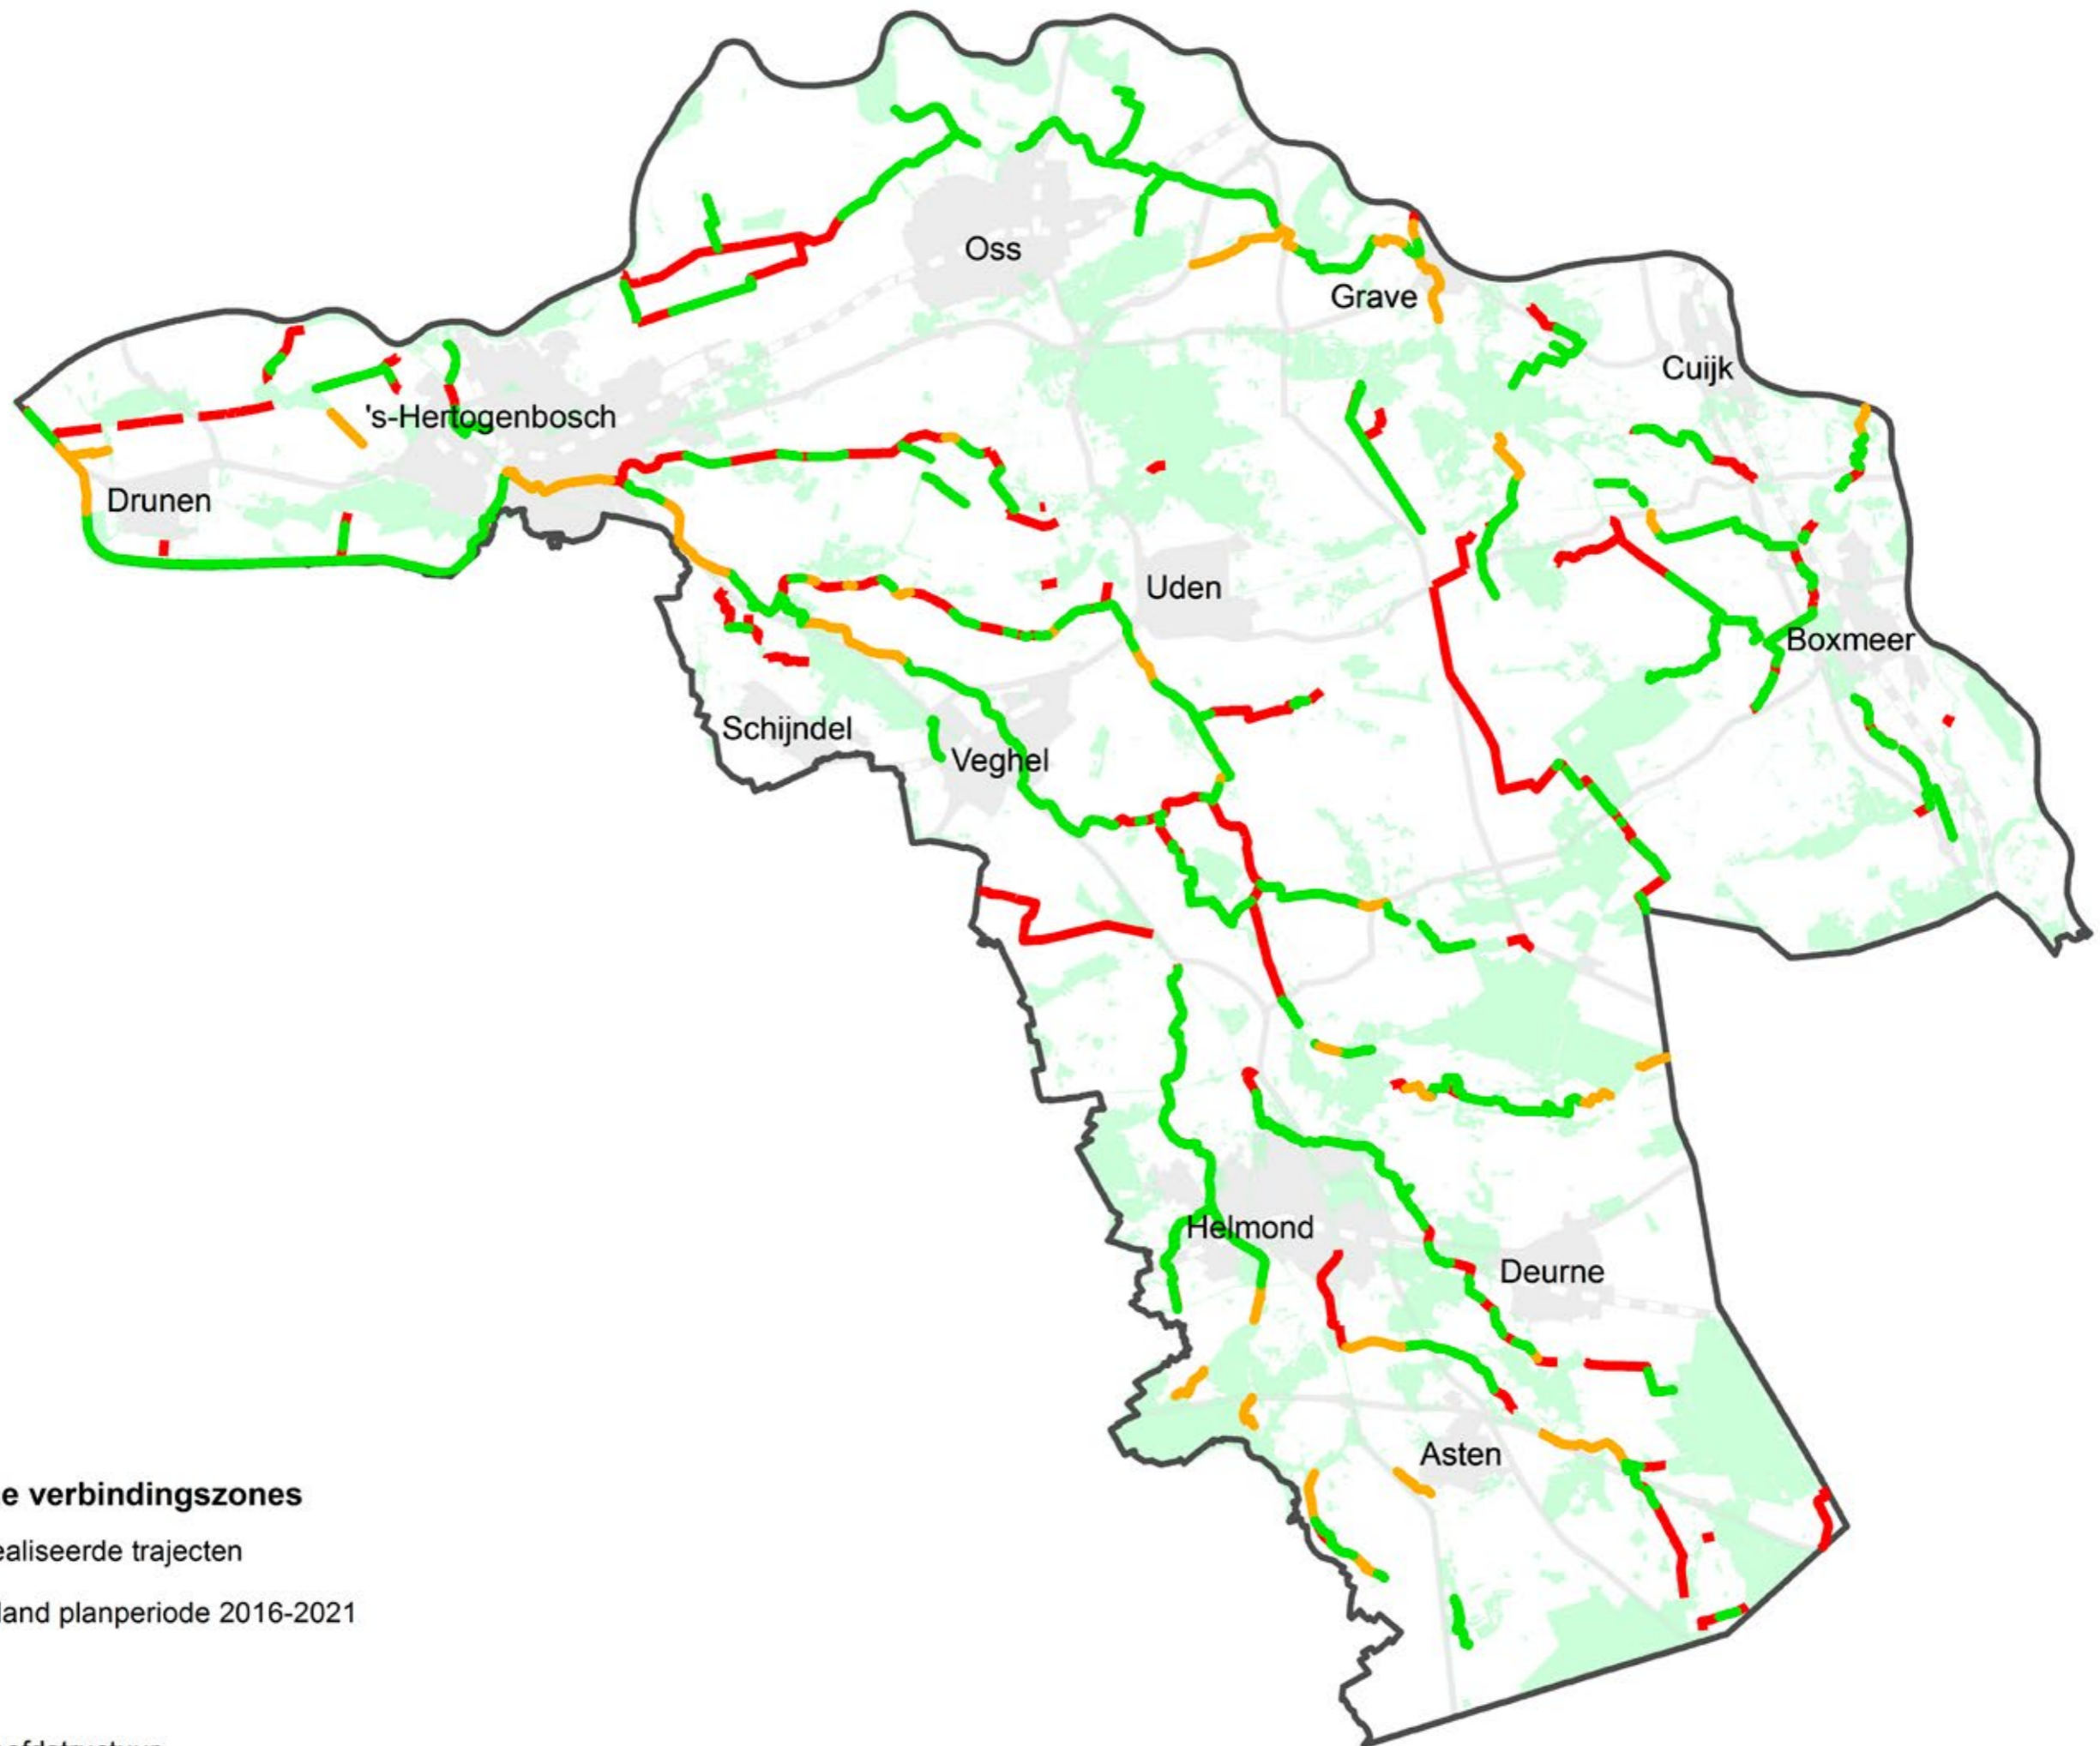 Oss
Grave
Cuijk
's-Hertogenbosch
Drunen
Uden
Boxmeer
Schijndel
Veghel
Helmond
Deurne
Asten
e verbindingszones
ealiseerde trajecten
land planperiode 2016-2021